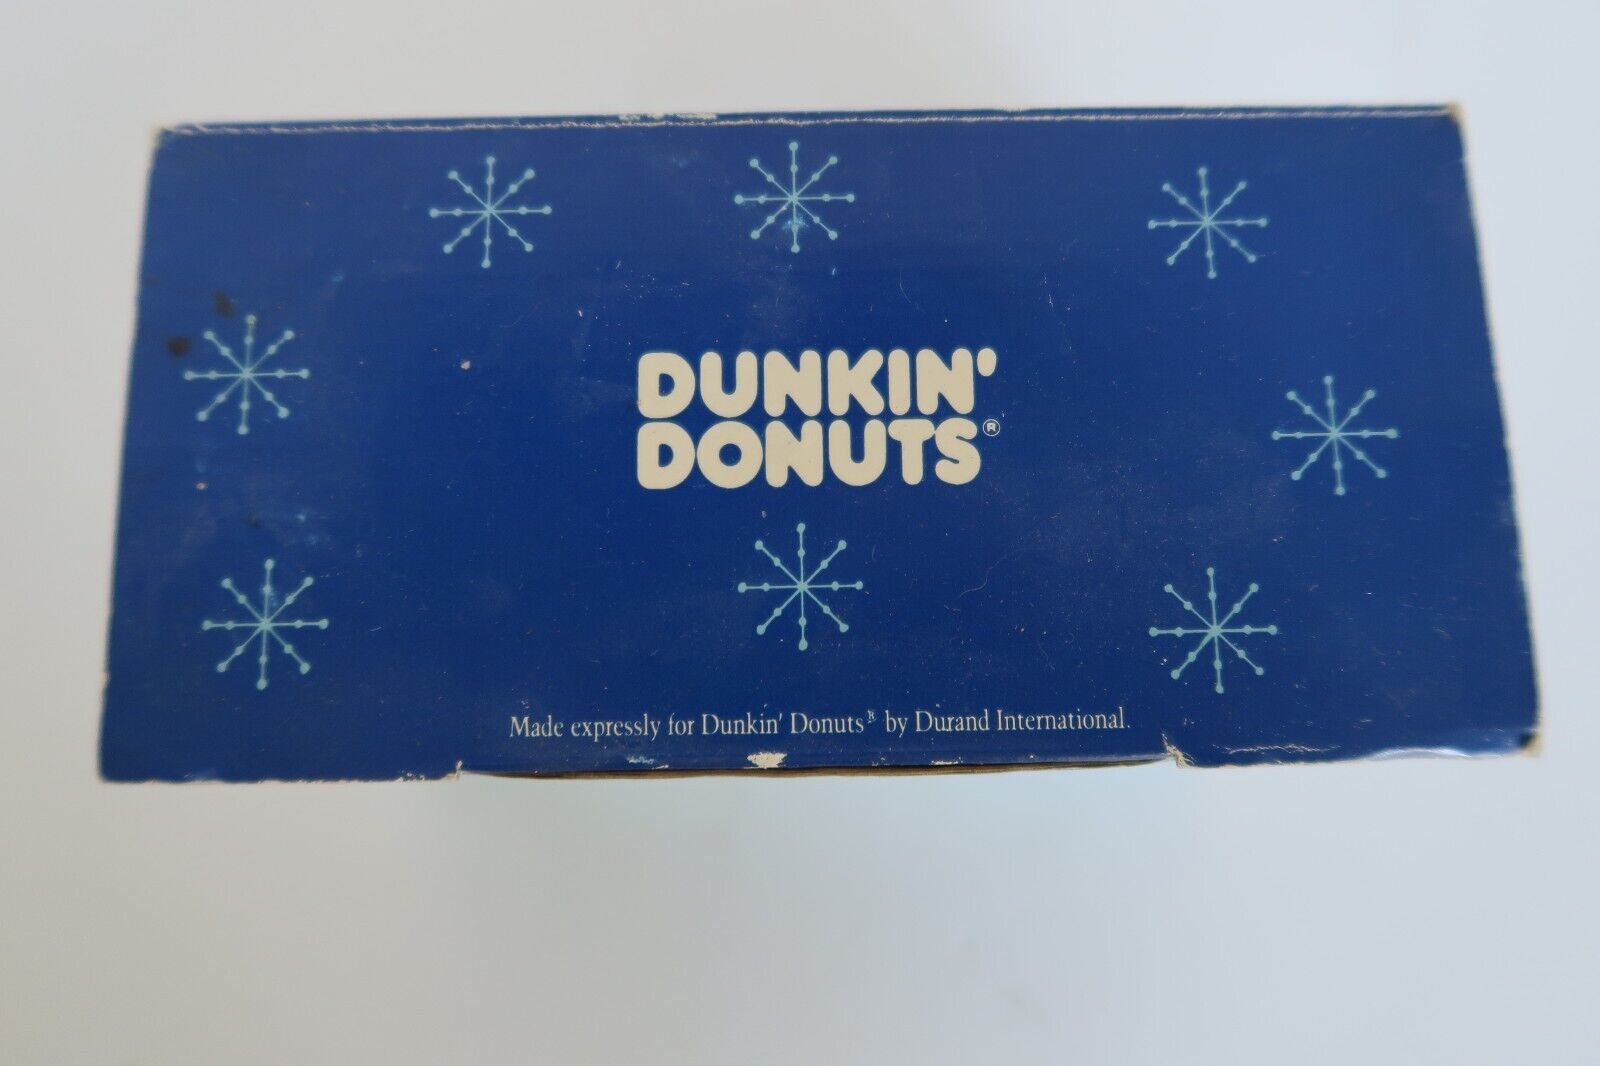 DUNKIN'
DONUTS®
Made expressly for Dunkin' Donuts® by Durand International.